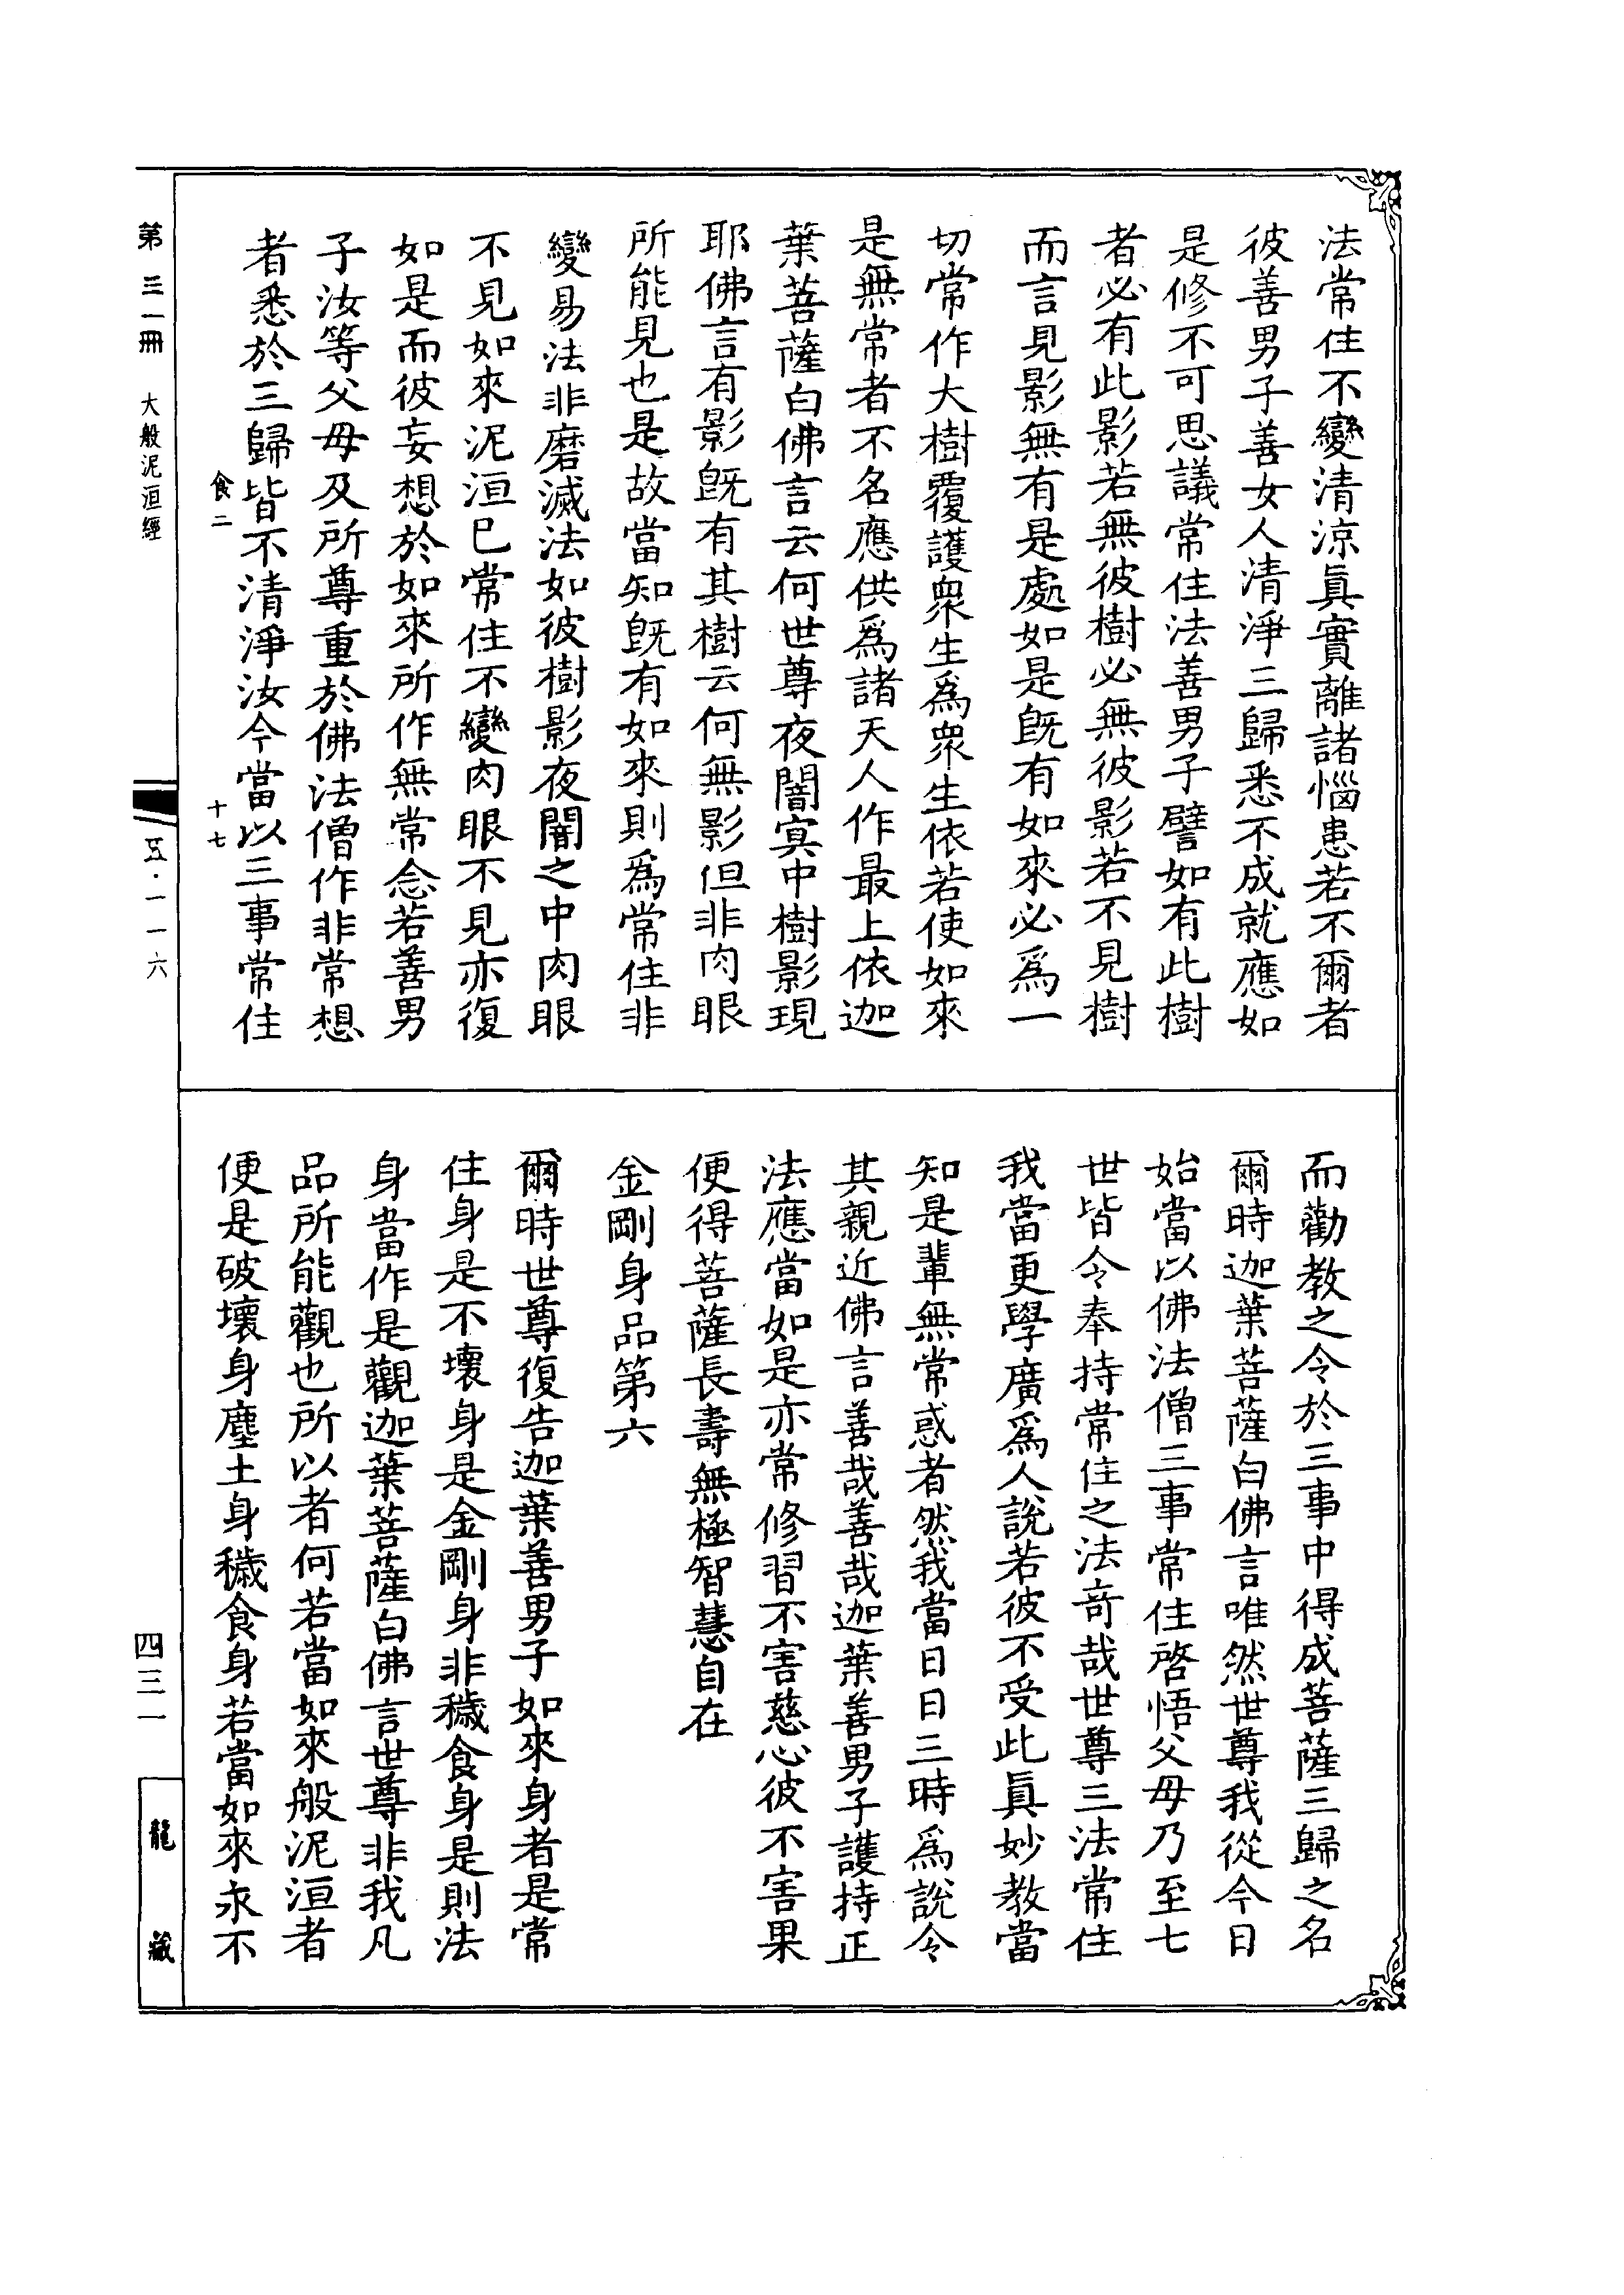 法常住不變清涼眞實離諸惱患若不爾者
彼善男子善女人清淨三歸悉不成就應如
是修不可思議常住法善男子譬如有此樹
者必有此影若無彼樹必無彼影若不見樹
而言見影無有是處如是旣有如來必爲一
切常作大樹覆護衆生爲衆生依若使如來
是無常者不名應供爲諸天人作最上依迦
葉菩薩白佛言云何世尊夜闇冥中樹影現
耶佛言有影旣有其樹云何無影但非肉眼
所能見也是故當知旣有如來則爲常住非
變易法非磨滅法如彼樹影夜闇之中肉眼
不見如來泥洹已常住不變肉眼不見亦復
如是而彼妄想於如來所作無常念若善男
子汝等父母及所尊重於佛法僧作非常想
者悉於三歸皆不清淨汝今當以三事常住
食二
十七
而勸教之令於三事中得成菩薩三歸之名
爾時迦葉菩薩白佛言唯然世尊我從今日
始當以佛法僧三事常住啓悟父母乃至七
世皆令奉持常住之法奇哉世尊三法常住
我當更學廣爲人說若彼不受此眞妙教當
知是輩無常惑者然我當日日三時爲說令
其親近佛言善哉善哉迦葉善男子護持正
法應當如是亦常修習不害慈心彼不害果
便得菩薩長壽無極智慧自在
金剛身品第六
爾時世尊復告迦葉善男子如來身者是常
住身是不壞身是金剛身非穢食身是則法
身當作是觀迦葉菩薩白佛言世尊非我凡
品所能觀也所以者何若當如來般泥洹者
便是破壞身塵土身穢食身若當如來永不
第三一冊
大般泥洹經
五·一一六
四三一
龍藏